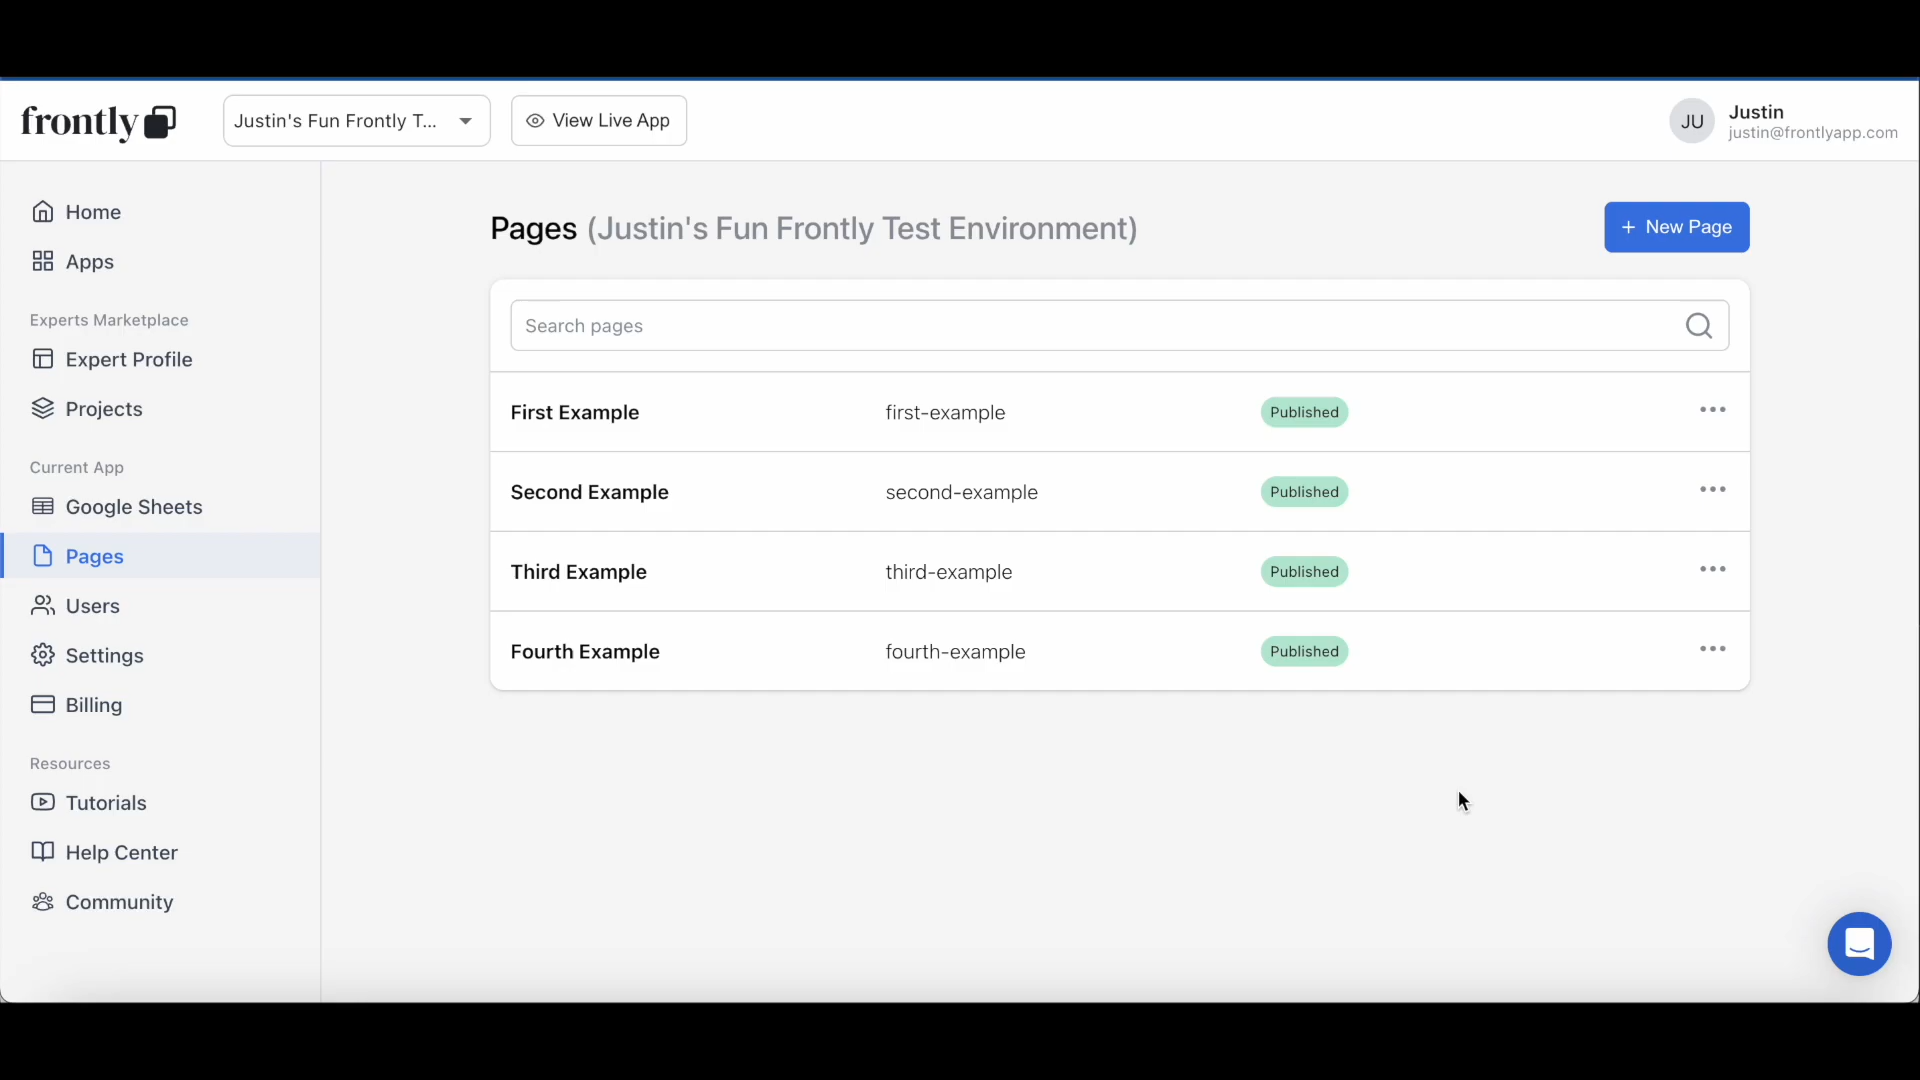 frontly
Justin's Fun Frontly T...
View Live App
JU
Justin
justin@frontlyapp.com
Home
Apps
Experts Marketplace
Expert Profile
Projects
Current App
Google Sheets
Pages
Users
Settings
Billing
Resources
Tutorials
Help Center
Community
Pages (Justin's Fun Frontly Test Environment)
+ New Page
Search pages
First Example first-example Published
Second Example second-example Published
Third Example third-example Published
Fourth Example fourth-example Published